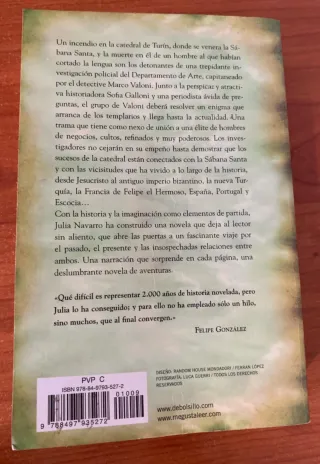 Un incendio en la catedral de Turín, donde se venera la Sá-
bana Santa, y la muerte en él de un hombre al que habían
cortado la lengua son los detonantes de una trepidante in-
vestigación policial del Departamento de Arte, capitaneado
por el detective Marco Valoni. Junto a la perspicaz y atracti-
va historiadora Sofia Galloni y una periodista ávida de pre-
guntas, el grupo de Valoni deberá resolver un enigma que
arranca de los templarios y llega hasta la actualidad. Una
trama que tiene como nexo de unión a una élite de hombres
de negocios, cultos, refinados y muy poderosos. Los investi-
gadores no cejarán en su empeño hasta demostrar que los
sucesos de la catedral están conectados con la Sábana Santa
y con las vicisitudes que ha vivido a lo largo de la historia,
desde Jesucristo al antiguo imperio bizantino, la nueva Tur-
quía, la Francia de Felipe el Hermoso, España, Portugal y
Escocia...
Con la historia y la imaginación como elementos de partida,
Julia Navarro ha construido una novela que deja al lector
sin aliento, que abre las puertas a un fascinante viaje por
el pasado, el presente y las insospechadas relaciones entre
ambos. Una narración que sorprende en cada página, una
deslumbrante novela de aventuras.
«Qué difícil es representar 2.000 años de historia novelada, pero
Julia lo ha conseguido; y para ello no ha empleado sólo un hilo,
sino muchos, que al final convergen.»
FELIPE GONZÁLEZ
DISEÑO: RANDOM HOUSE MONDADORI / FERRAN LÓPEZ
FOTOGRAFÍA: LUCA / TODOS LOS DERECHOS
RESERVADOS
PVP C
ISBN 978-84-9793-527-2
01009
9 788497 935272
www.debolsillo.com
www.megustaleer.com